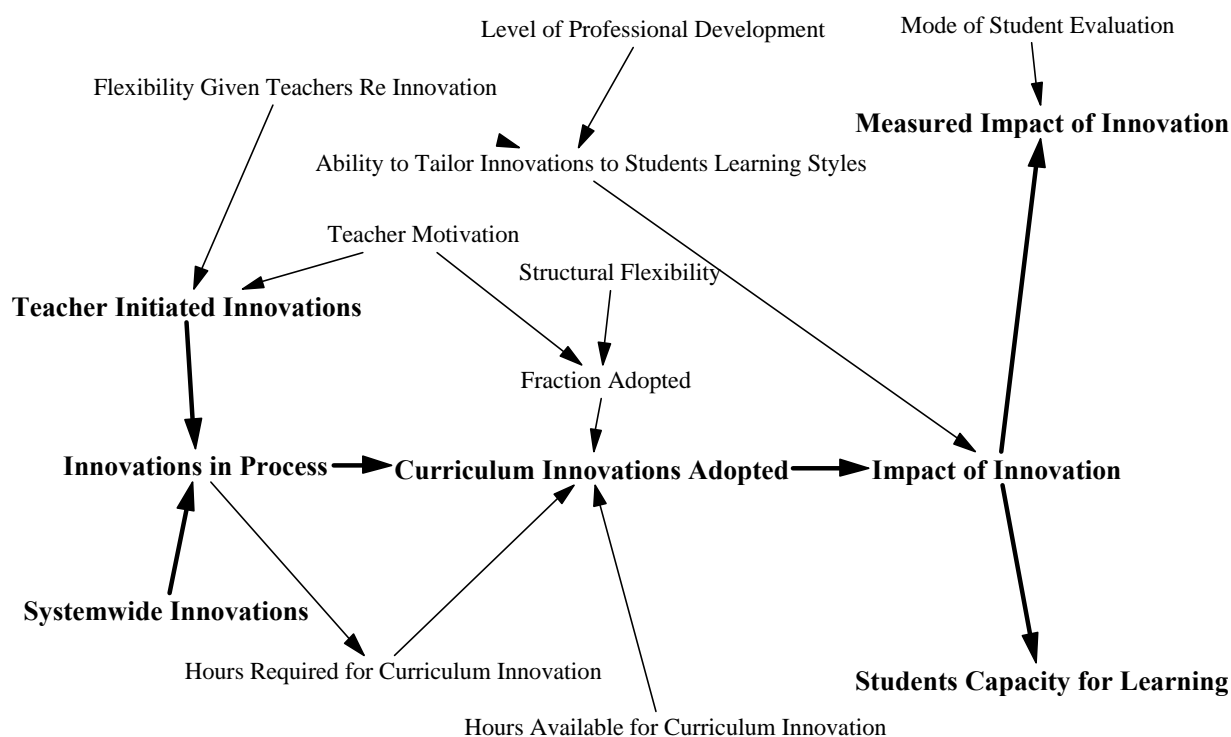 Level of Professional Development
Mode of Student Evaluation
Flexibility Given Teachers Re Innovation
Measured Impact of Innovation
Ability to Tailor Innovations to Students Learning Styles
Teacher Motivation
Structural Flexibility
Teacher Initiated Innovations
Fraction Adopted
Innovations in Process
Curriculum Innovations Adopted
Impact of Innovation
Systemwide Innovations
Hours Required for Curriculum Innovation
Students Capacity for Learning
Hours Available for Curriculum Innovation